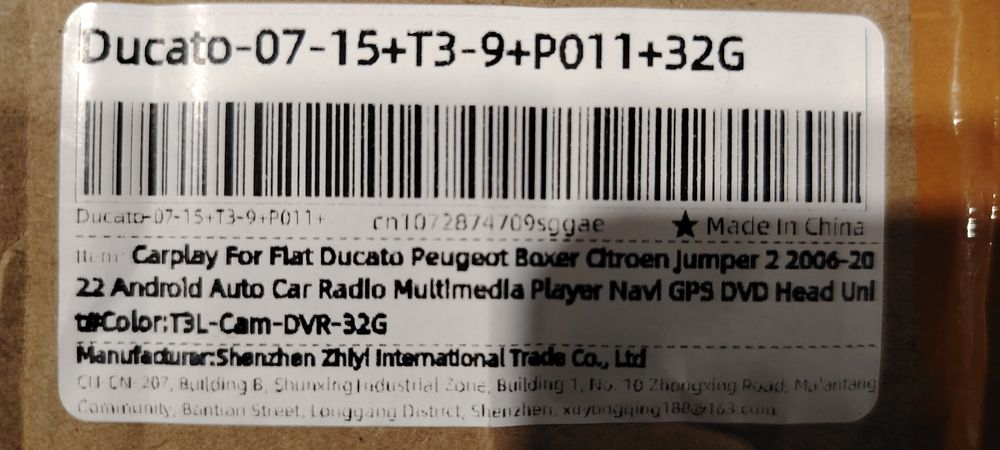 Ducato-07-15+T3-9+P011+32G
Ducato-07-15+T3-9+P011+
cn1072874709sggae
★ Made In China
Item: Carplay For Fiat Ducato Peugeot Boxer Citroen Jumper 2 2006-20
22 Android Auto Car Radio Multimedia Player Navi GPS DVD Head Uni
t#Color:T3L-Cam-DVR-32G
Manufacturer:Shenzhen Zhiyi International Trade Co., Ltd
CH-CN-207, Building B, Shunxing Industrial Zone, Building 1, No. 10 Zhongxing Road, Ma'antang
Community, Bantian Street, Longgang District, Shenzhen, xuyongqing188@163.com